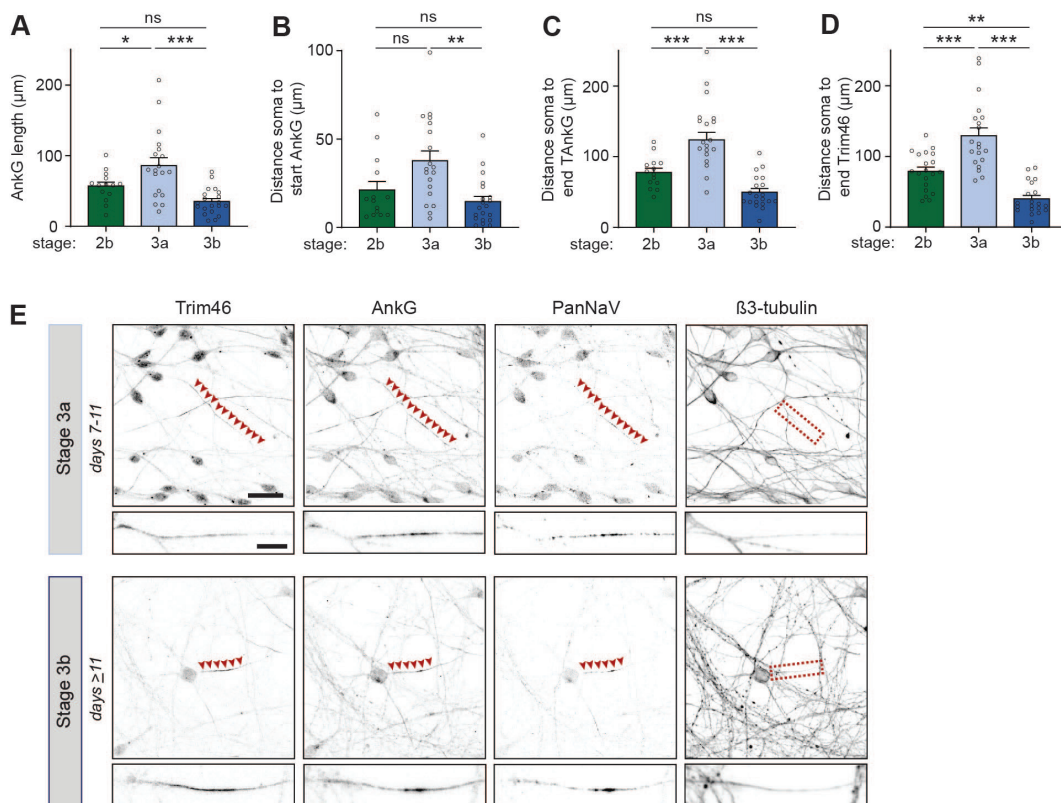 A
ns
*
***
AnkG length (µm)
200
100
0
stage:
2b
3a
3b
B
ns
ns
**
Distance soma to
start AnkG (µm)
100
50
0
stage:
2b
3a
3b
C
ns
***
***
Distance soma to
end TAnkG (µm)
200
100
0
stage:
2b
3a
3b
D
**
***
***
Distance soma to
end Trim46 (µm)
200
100
0
stage:
2b
3a
3b
E
Trim46
AnkG
PanNaV
ß3-tubulin
Stage 3a
days 7-11
Stage 3b
days ≥11